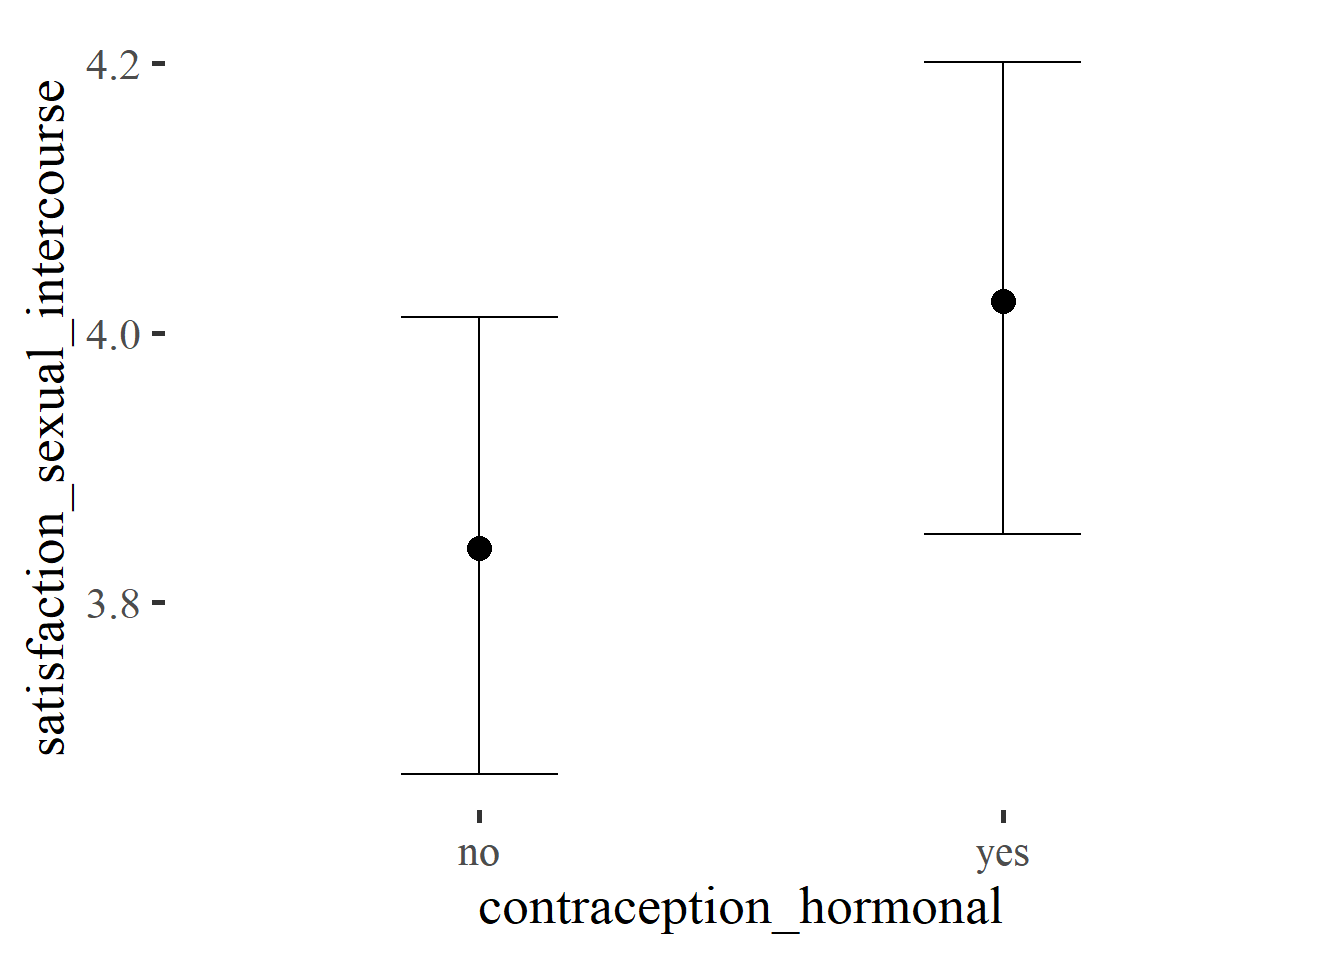 satisfaction_sexual_intercourse
4.2
4.0
3.8
no yes
contraception_hormonal